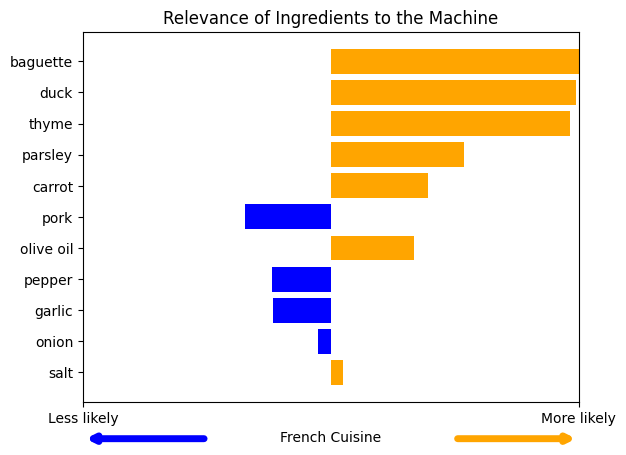 Relevance of Ingredients to the Machine
baguette
duck
thyme
parsley
carrot
pork
olive oil
pepper
garlic
onion
salt
Less likely
More likely
French Cuisine